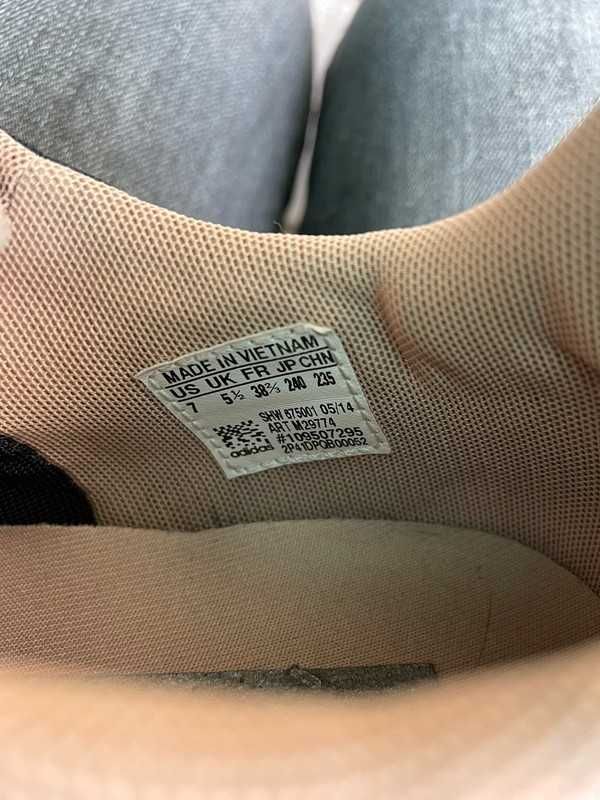 MADE IN VIETNAM
US UK FR JP CHN
7 5½ 38⅔ 240 235
SHW 675001 05/14
ART M29774
#109507295
adidas 2P41DPQB00052